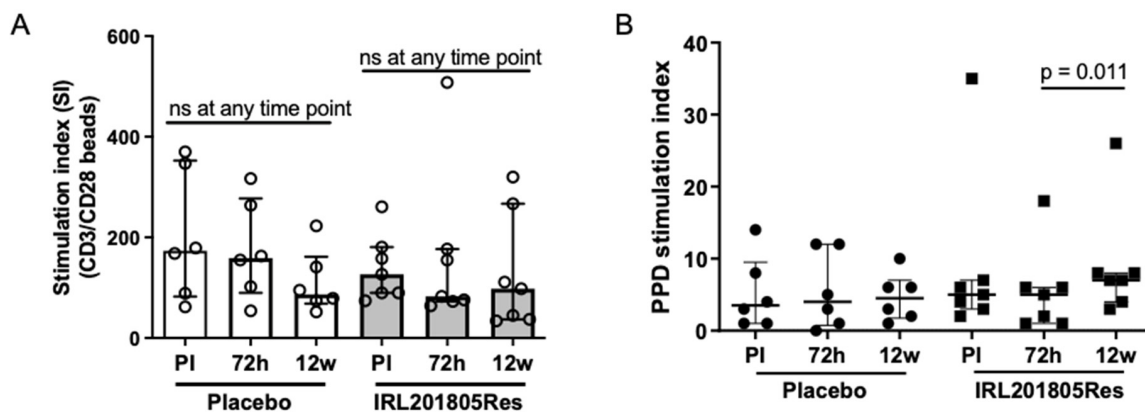 A
Stimulation index (SI)
(CD3/CD28 beads)
600
400
200
0
ns at any time point
ns at any time point
PI 72h 12w PI 72h 12w
Placebo IRL201805Res
B
PPD stimulation index
40
30
20
10
0
p = 0.011
PI 72h 12w PI 72h 12w
Placebo IRL201805Res